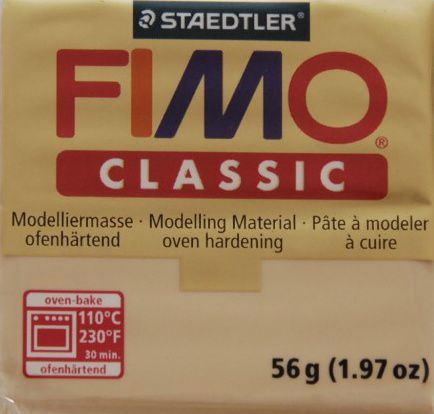 STAEDTLER®
FIMO®
CLASSIC
Modelliermasse · Modelling Material · Pâte à modeler
ofenhärtend oven hardening à cuire
oven-bake
110°C
230°F
30 min.
ofenhärtend
56 g (1.97 oz)